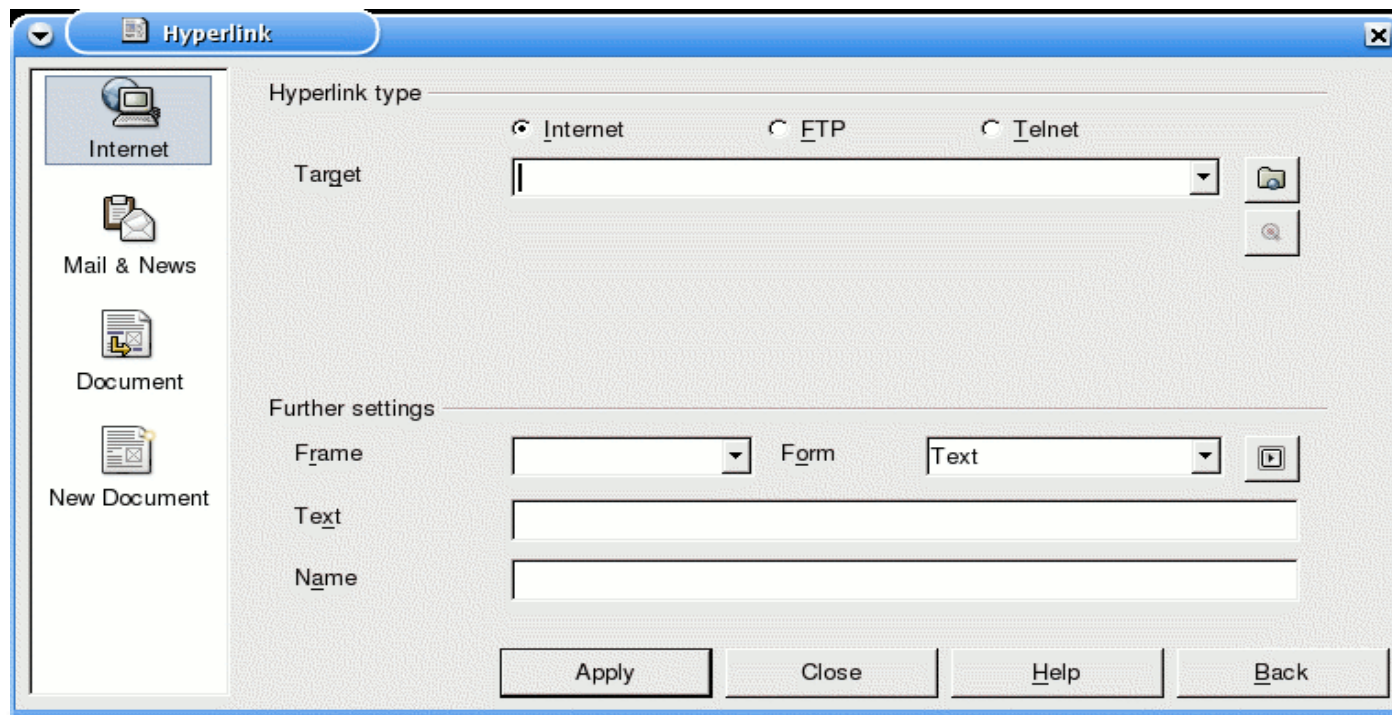 Hyperlink
Internet
Mail & News
Document
New Document
Hyperlink type
Internet FTP Telnet
Target
Further settings
Frame Form Text
Text
Name
Apply Close Help Back